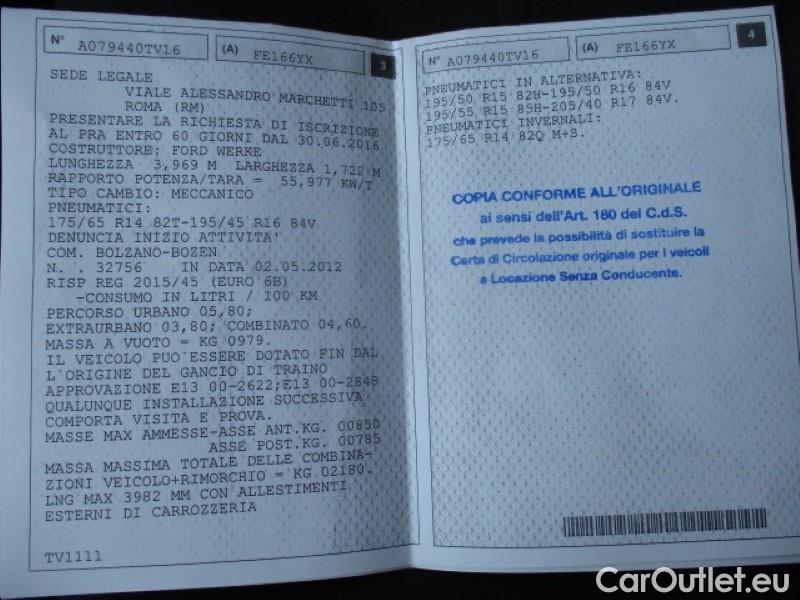 N° A079440TV16 (A) FE166YX 3
SEDE LEGALE
VIALE ALESSANDRO MARCHETTI 105
ROMA (RM)
PRESENTARE LA RICHIESTA DI ISCRIZIONE
AL PRA ENTRO 60 GIORNI DAL 30.06.2016
COSTRUTTORE: FORD WERKE
LUNGHEZZA 3,969 M LARGHEZZA 1,722 M
RAPPORTO POTENZA/TARA = 55,977 KW/T
TIPO CAMBIO: MECCANICO
PNEUMATICI:
175/65 R14 82T-195/45 R16 84V
DENUNCIA INIZIO ATTIVITA'
COM. BOLZANO-BOZEN
N. . 32756 IN DATA 02.05.2012
RISP REG 2015/45 (EURO 6B)
-CONSUMO IN LITRI / 100 KM
PERCORSO URBANO 05,80;
EXTRAURBANO 03,80; COMBINATO 04,60.
MASSA A VUOTO = KG 0979.
IL VEICOLO PUO'ESSERE DOTATO FIN DAL
L'ORIGINE DEL GANCIO DI TRAINO
APPROVAZIONE E13 00-2622;E13 00-2848
QUALUNQUE INSTALLAZIONE SUCCESSIVA
COMPORTA VISITA E PROVA.
MASSE MAX AMMESSE-ASSE ANT.KG. 00850
ASSE POST.KG. 00785
MASSA MASSIMA TOTALE DELLE COMBINA-
ZIONI VEICOLO+RIMORCHIO = KG 02180.
LNG MAX 3982 MM CON ALLESTIMENTI
ESTERNI DI CARROZZERIA
TV1111
N° A079440TV16 (A) FE166YX 4
PNEUMATICI IN ALTERNATIVA:
195/50 R15 82H-195/50 R16 84V
195/55 R15 85H-205/40 R17 84V.
PNEUMATICI INVERNALI:
175/65 R14 82Q M+S.
COPIA CONFORME ALL'ORIGINALE
ai sensi dell'Art. 180 del C.d.S.
che prevede la possibilità di sostituire la
Carta di Circolazione originale per i veicoli
a Locazione Senza Conducente.
CarOutlet.eu